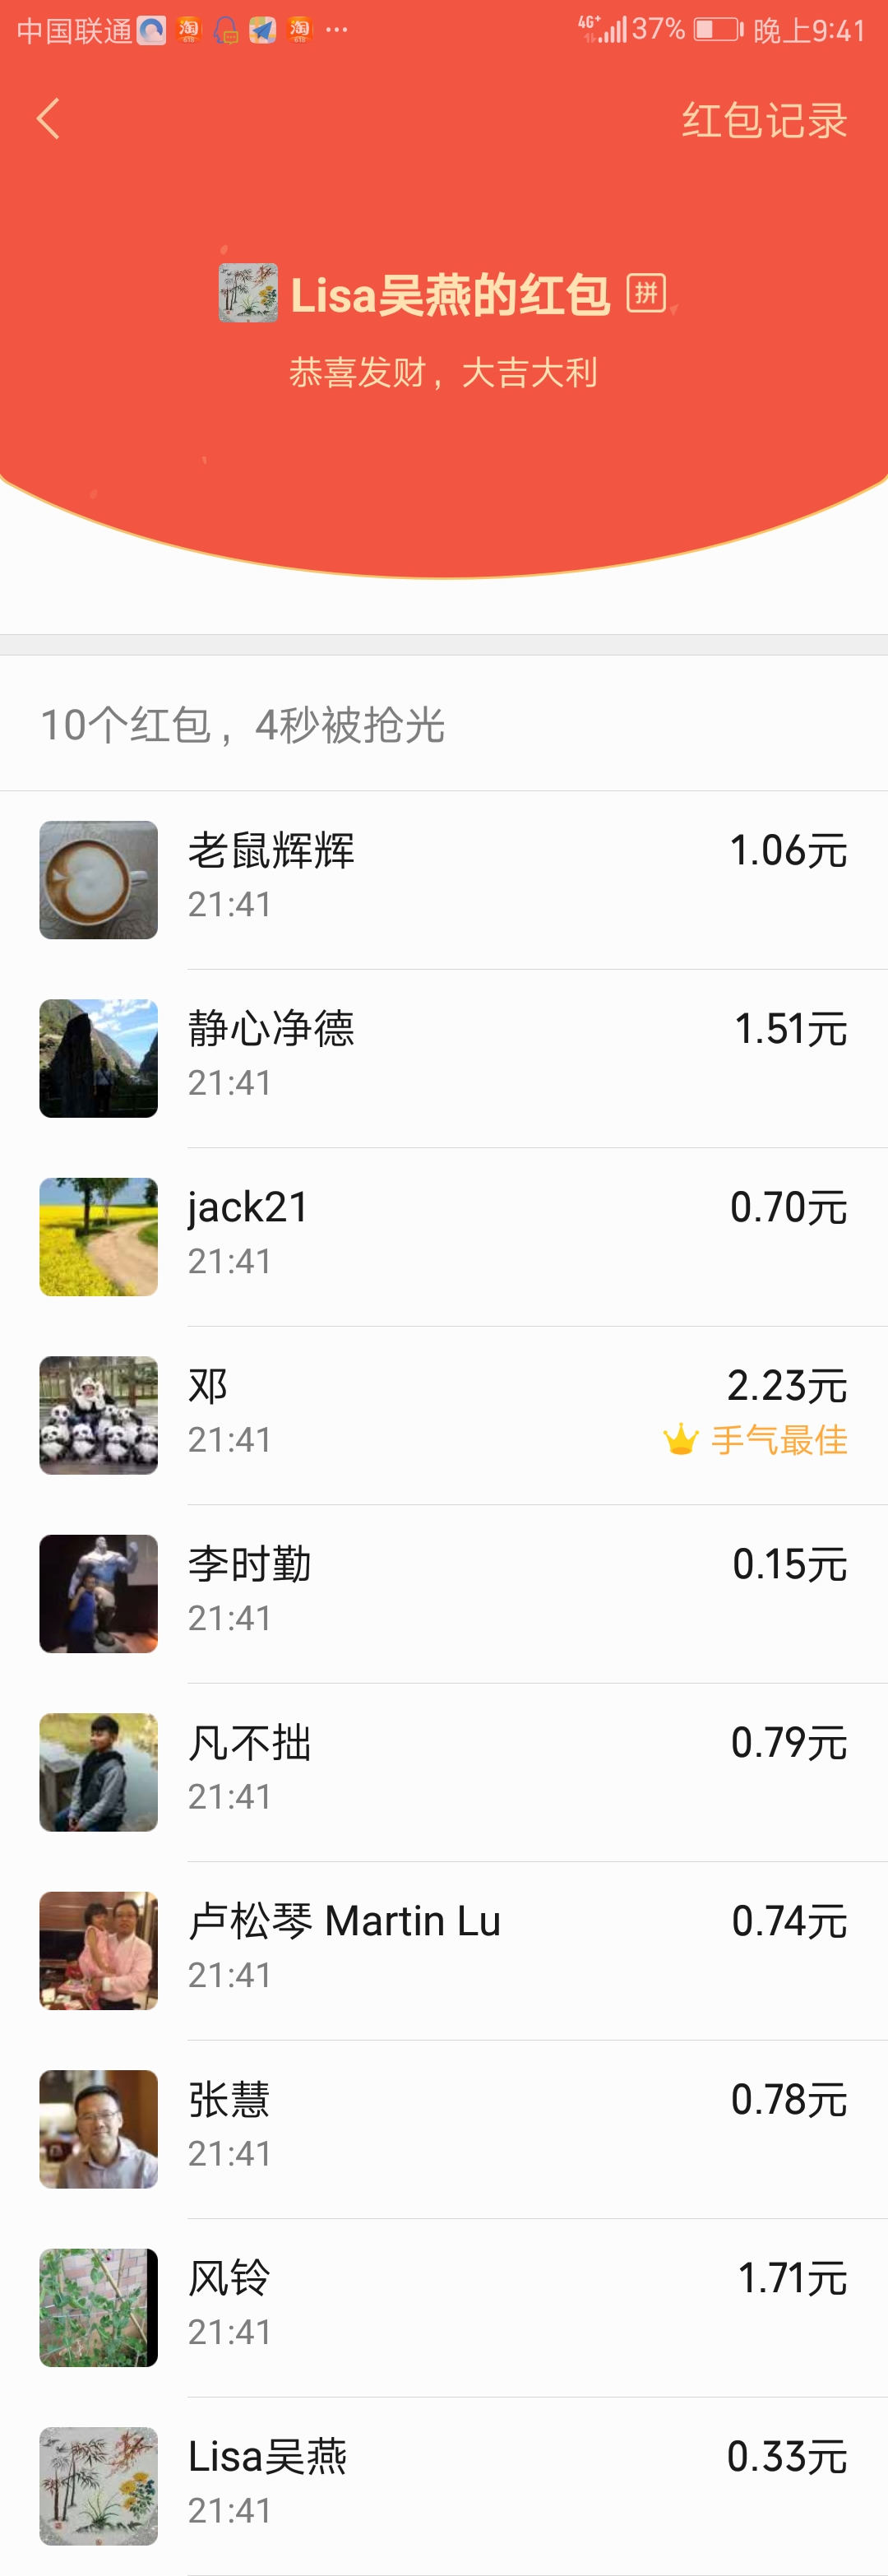 中国联通 淘 618 淘 618 ... 4G+ 37% 晚上9:41
红包记录
Lisa吴燕的红包 拼
恭喜发财，大吉大利
10个红包，4秒被抢光
老鼠辉辉 1.06元
21:41
静心净德 1.51元
21:41
jack21 0.70元
21:41
邓 2.23元
21:41 手气最佳
李时勤 0.15元
21:41
凡不拙 0.79元
21:41
卢松琴 Martin Lu 0.74元
21:41
张慧 0.78元
21:41
风铃 1.71元
21:41
Lisa吴燕 0.33元
21:41